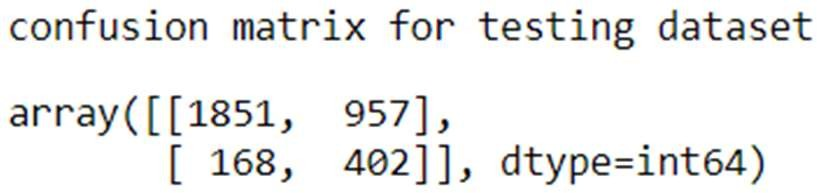 confusion matrix for testing dataset
array([[1851,  957],
       [ 168,  402]], dtype=int64)